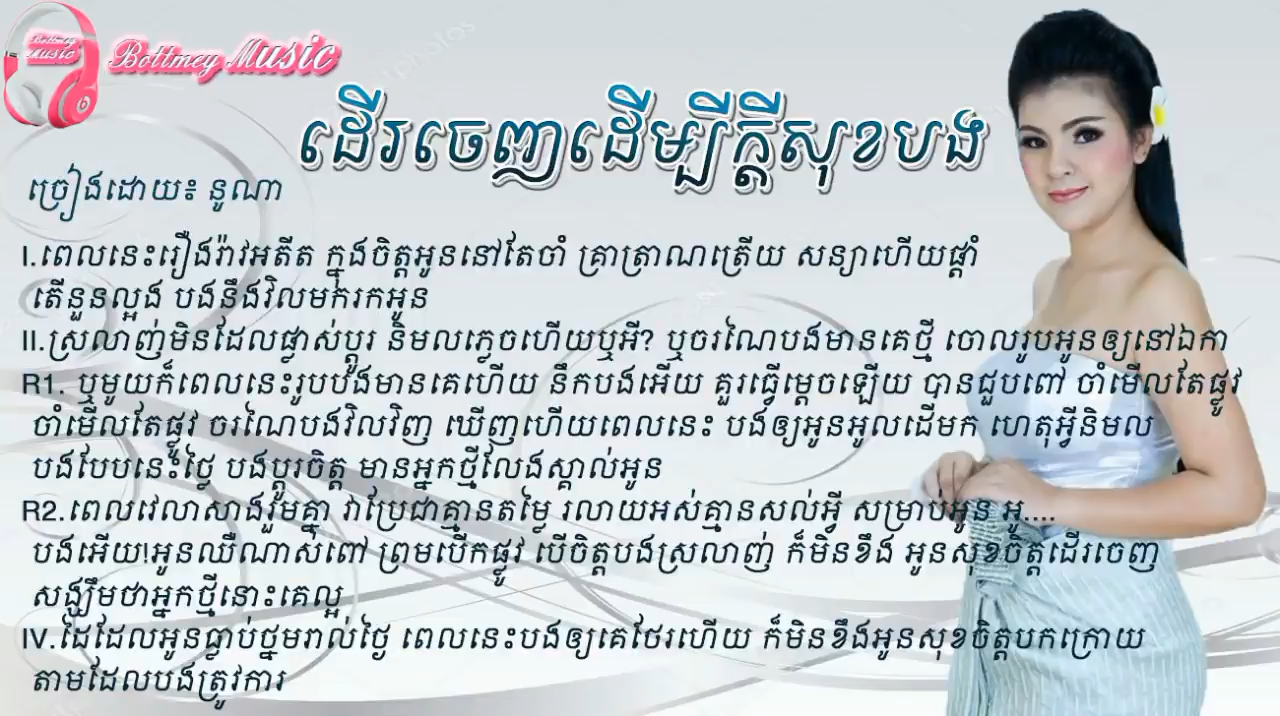 Bottmey Music
Bottmey Music
ដើរចេញដើម្បីក្ដីសុខបង
ច្រៀងដោយ៖ នូណា
I.ពេលនេះរឿងរ៉ាវអតីត ក្នុងចិត្តអូននៅតែចាំ គ្រាត្រាណត្រើយ សន្យាហើយផ្ដាំ
តើនួនល្អង បងនឹងវិលមករកអូន
II.ស្រលាញ់មិនដែលផ្លាស់ប្ដូរ និមលភ្លេចហើយឬអី? ឬចរណៃបងមានគេថ្មី ចោលរូបអូនឲ្យនៅឯកា
R1. ឬមូយក៏ពេលនេះរូបបងមានគេហើយ នឹកបងអើយ គួរធ្វើម្ដេចឡើយ បានជួបពៅ ចាំមើលតែផ្លូវ
ចាំមើលតែផ្លូវ ចរណៃបងវិលវិញ ឃើញហើយពេលនេះ បងឲ្យអូនអូលដើមក ហេតុអ្វីនិមល
បងបែបនេះថ្លៃ បងប្ដូរចិត្ត មានអ្នកថ្មីលែងស្គាល់អូន
R2.ពេលវេលាសាងរួមគ្នា វាប្រែជាគ្មានតម្លៃ រលាយអស់គ្មានសល់អ្វី សម្រាប់អូន អូ....
បងអើយ!អូនឈឺណាស់ពៅ ព្រមបើកផ្លូវ បើចិត្តបងស្រលាញ់ ក៏មិនខឹង អូនសុខចិត្តដើរចេញ
សង្ឃឹមថាអ្នកថ្មីនោះគេល្អ
IV.ដៃដែលអូនធ្លាប់ថ្នមរាល់ថ្ងៃ ពេលនេះបងឲ្យគេថែរហើយ ក៏មិនខឹងអូនសុខចិត្តបកក្រោយ
តាមដែលបងត្រូវការ